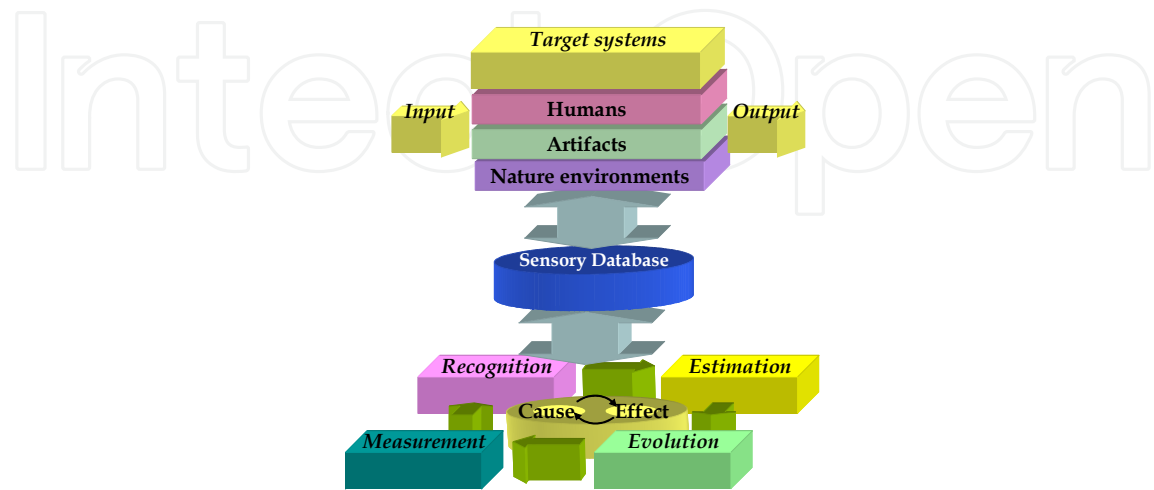 IntechOpen
Target systems
Humans
Input
Output
Artifacts
Nature environments
Sensory Database
Recognition
Estimation
Cause
Effect
Measurement
Evolution